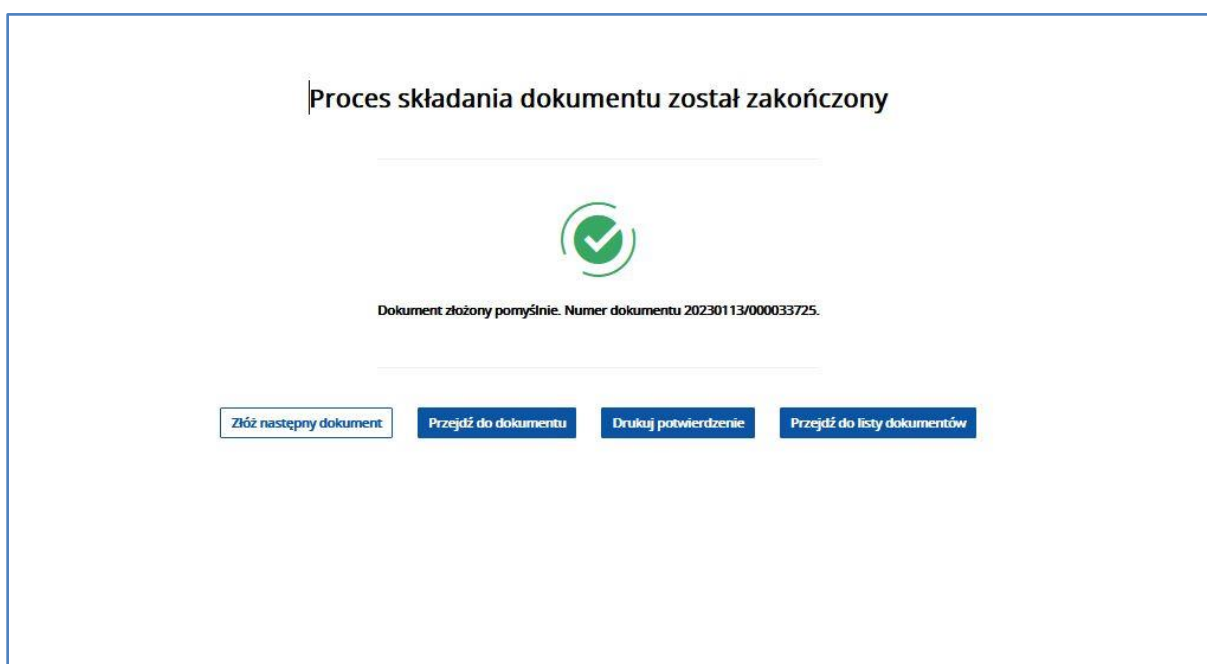 Proces składania dokumentu został zakończony
Dokument złożony pomyślnie. Numer dokumentu 20230113/000033725.
Złóż następny dokument
Przejdź do dokumentu
Drukuj potwierdzenie
Przejdź do listy dokumentów